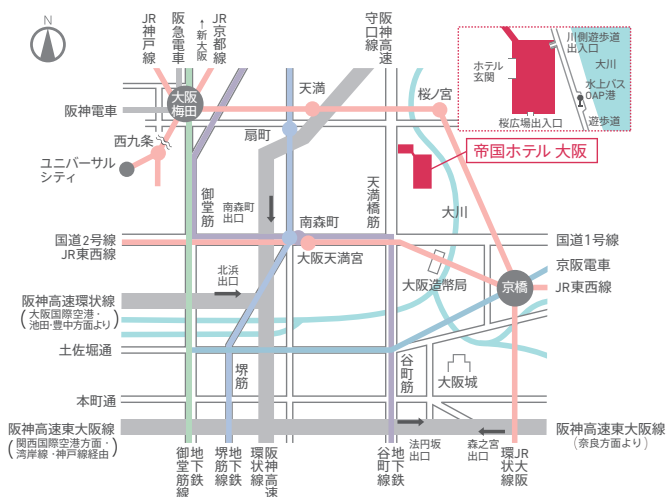 N
JR神戸線
阪急電車
↑新大阪
JR京都線
阪神高速守口線
川側遊歩道
出入口
大川
ホテル
玄関
水上バス
OAP港
遊歩道
桜広場出入口
大阪
梅田
天満
桜ノ宮
阪神電車
扇町
西九条
ユニバーサル
シティ
帝国ホテル 大阪
御堂筋
南森町
出口
天満橋筋
大川
南森町
国道2号線
JR東西線
大阪天満宮
国道1号線
京阪電車
JR東西線
北浜
出口
大阪造幣局
京橋
阪神高速環状線
(大阪国際空港・
池田・豊中方面より)
土佐堀通
堺筋
谷町筋
大阪城
本町通
阪神高速東大阪線
(関西国際空港方面・
湾岸線・神戸線経由)
法円坂
出口
森之宮
出口
阪神高速東大阪線
(奈良方面より)
地下鉄
御堂筋線
地下鉄
堺筋線
阪神高速
環状線
地下鉄
谷町線
JR大阪
環状線